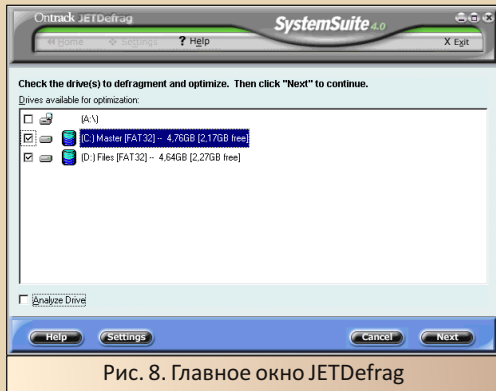 Ontrack JETDefrag
SystemSuite 4.0
Home Settings ? Help X Exit
Check the drive(s) to defragment and optimize. Then click "Next" to continue.
Drives available for optimization:
(A:\)
(C:) Master [FAT32] -- 4,76GB [2,17GB free]
(D:) Files [FAT32] -- 4,64GB [2,27GB free]
Analyze Drive
Help Settings Cancel Next
Рис. 8. Главное окно JETDefrag